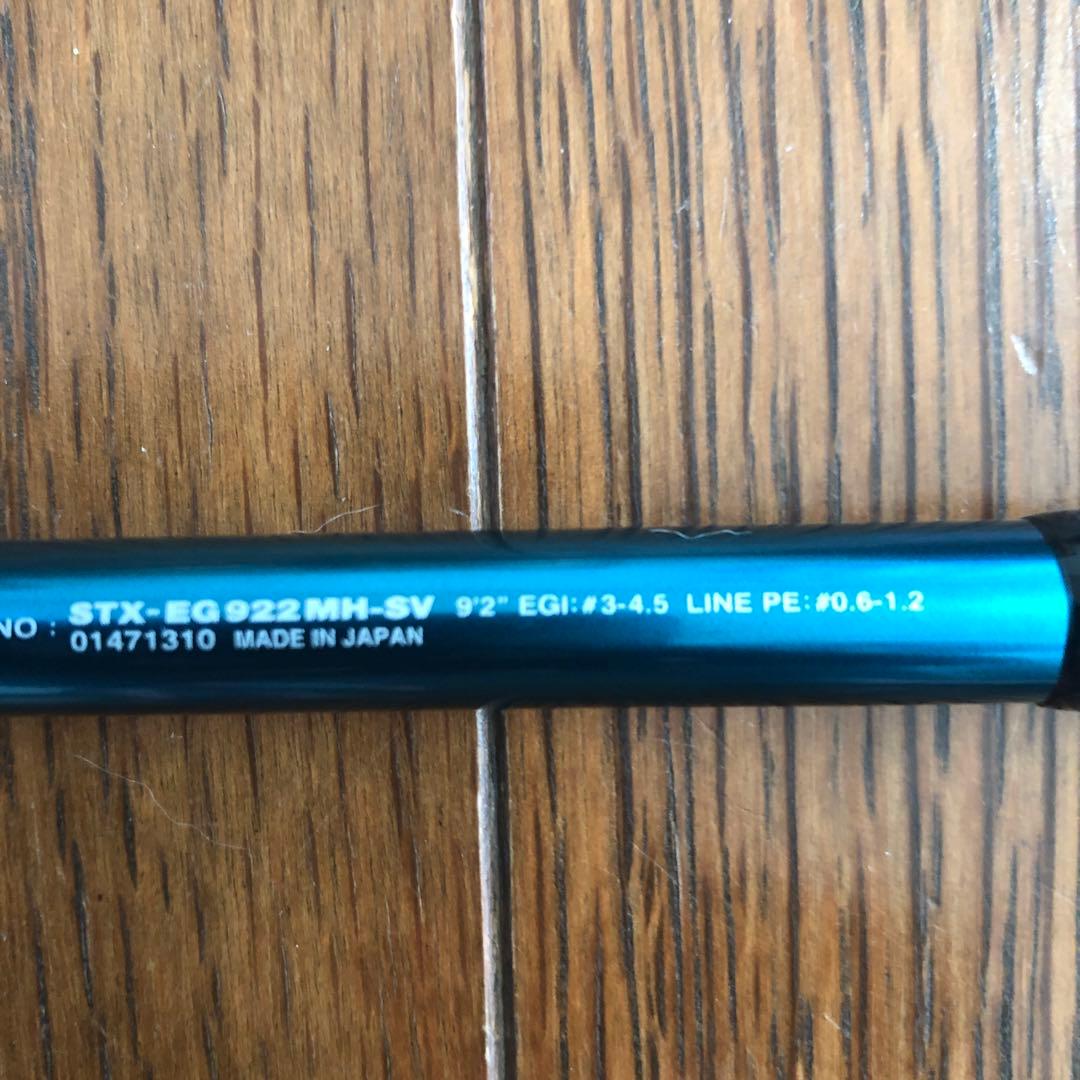 STX-EG922MH-SV 9'2" EGI:#3-4.5 LINE PE:#0.6-1.2
NO : 01471310 MADE IN JAPAN